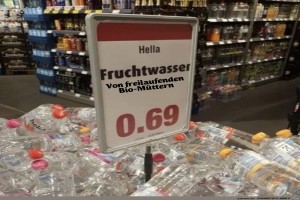 Hella
Fruchtwasser
Von freilaufenden
Bio-Müttern
0.69